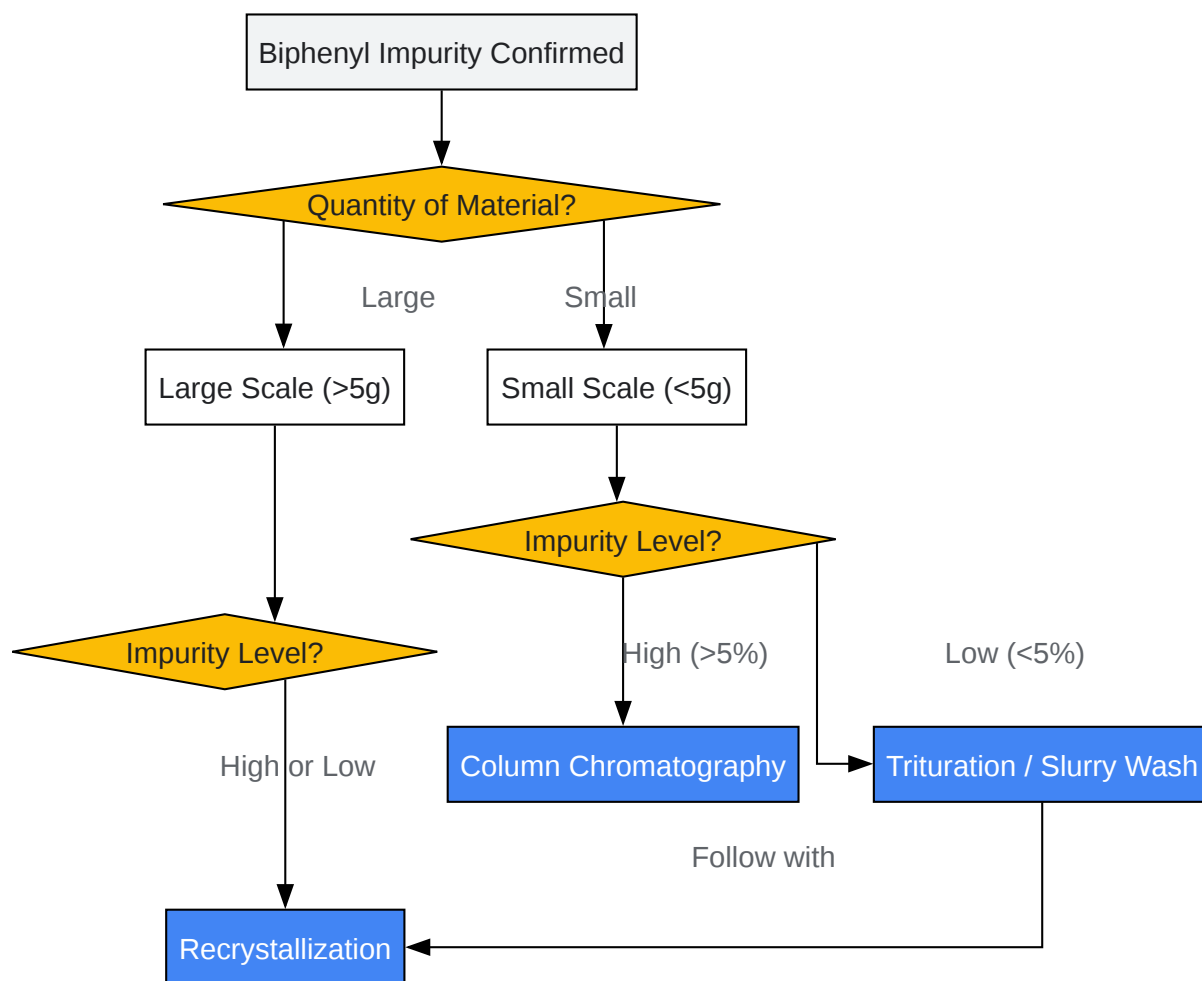 Biphenyl Impurity Confirmed
Quantity of Material?
Large
Small
Large Scale (>5g)
Small Scale (<5g)
Impurity Level?
Impurity Level?
High (>5%)
Low (<5%)
High or Low
Column Chromatography
Trituration / Slurry Wash
Follow with
Recrystallization